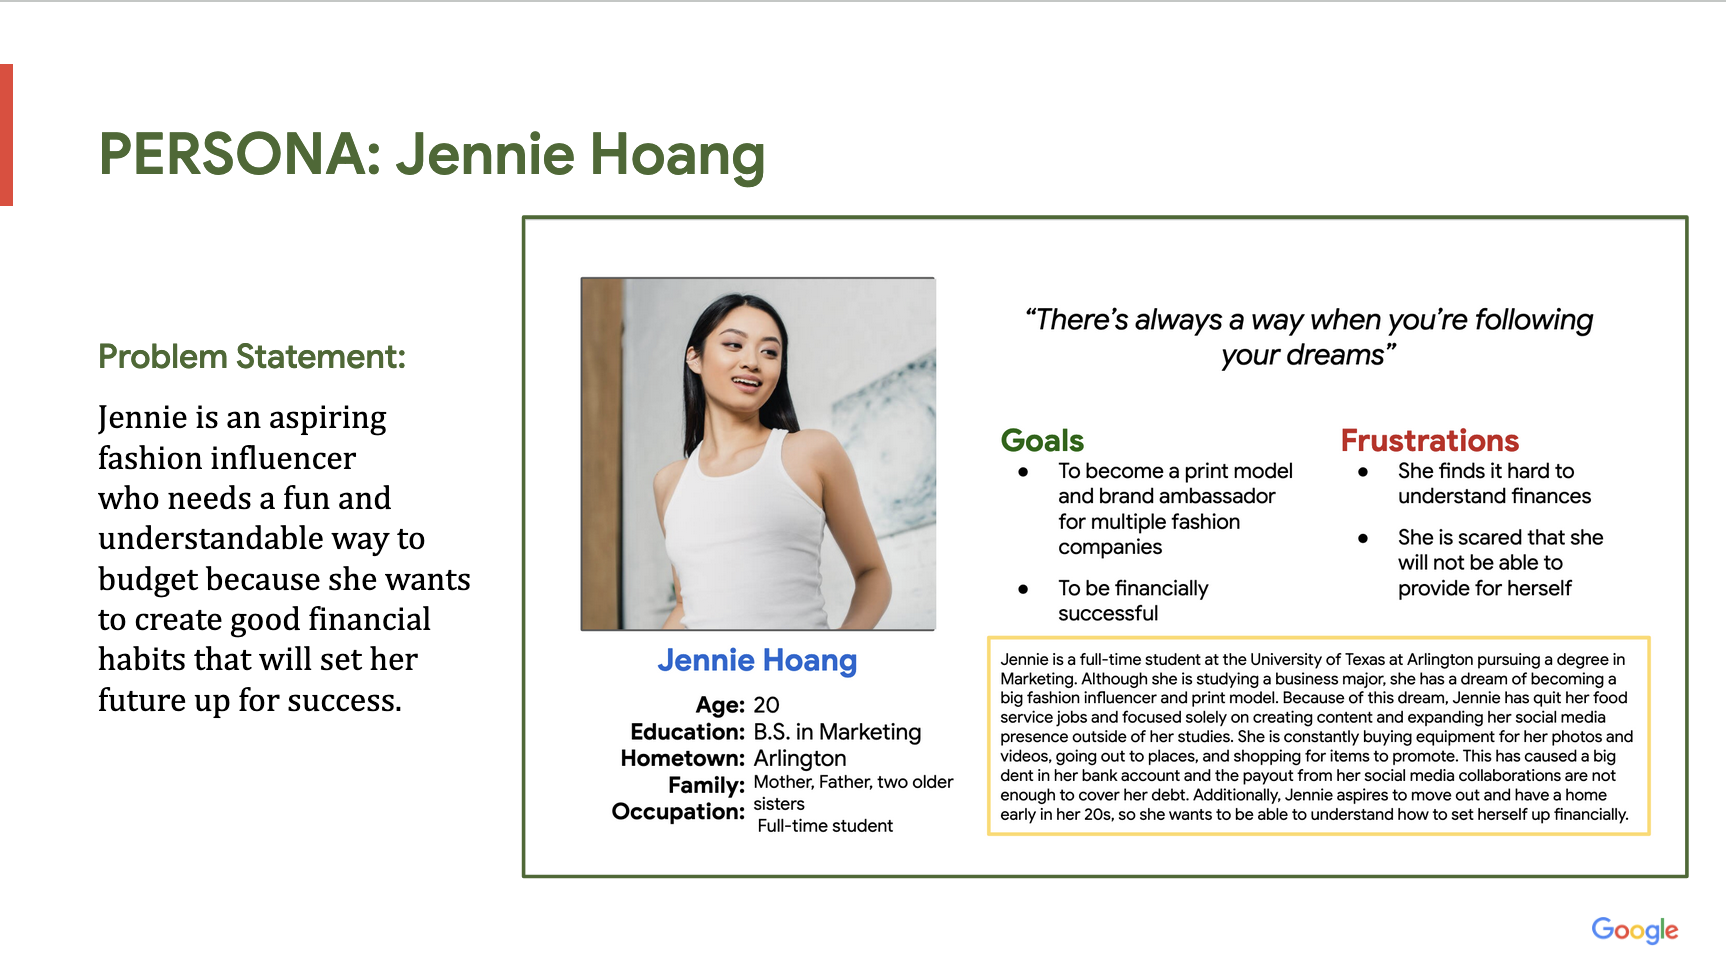 PERSONA: Jennie Hoang
Problem Statement:
Jennie is an aspiring
fashion influencer
who needs a fun and
understandable way to
budget because she wants
to create good financial
habits that will set her
future up for success.
Jennie Hoang
Age: 20
Education: B.S. in Marketing
Hometown: Arlington
Family: Mother, Father, two older
sisters
Occupation: Full-time student
“There’s always a way when you’re following
your dreams”
Goals
● To become a print model
and brand ambassador
for multiple fashion
companies
● To be financially
successful
Frustrations
● She finds it hard to
understand finances
● She is scared that she
will not be able to
provide for herself
Jennie is a full-time student at the University of Texas at Arlington pursuing a degree in
Marketing. Although she is studying a business major, she has a dream of becoming a
big fashion influencer and print model. Because of this dream, Jennie has quit her food
service jobs and focused solely on creating content and expanding her social media
presence outside of her studies. She is constantly buying equipment for her photos and
videos, going out to places, and shopping for items to promote. This has caused a big
dent in her bank account and the payout from her social media collaborations are not
enough to cover her debt. Additionally, Jennie aspires to move out and have a home
early in her 20s, so she wants to be able to understand how to set herself up financially.
Google